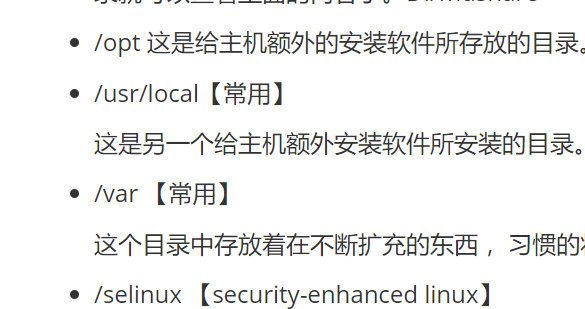 /opt 这是给主机额外的安装软件所存放的目录。
/usr/local【常用】
这是另一个给主机额外安装软件所安装的目录。
/var 【常用】
这个目录中存放着在不断扩充的东西 ，习惯的
/selinux 【security-enhanced linux】